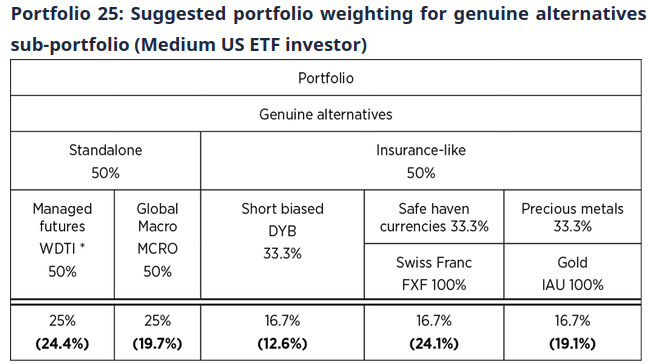 Portfolio 25: Suggested portfolio weighting for genuine alternatives
sub-portfolio (Medium US ETF investor)
Portfolio
Genuine alternatives
Standalone
50%
Insurance-like
50%
Managed
futures
WDTI *
50%
Global
Macro
MCRO
50%
Short biased
DYB
33.3%
Safe haven
currencies 33.3%
Swiss Franc
FXF 100%
Precious metals
33.3%
Gold
IAU 100%
25%
(24.4%)
25%
(19.7%)
16.7%
(12.6%)
16.7%
(24.1%)
16.7%
(19.1%)